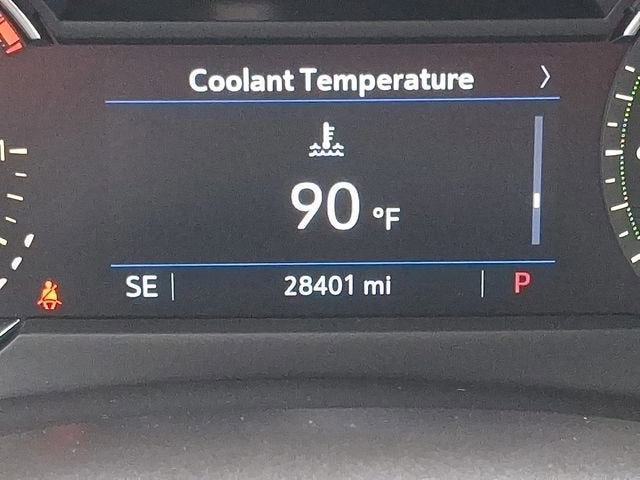 Coolant Temperature
90 °F
SE 28401 mi P